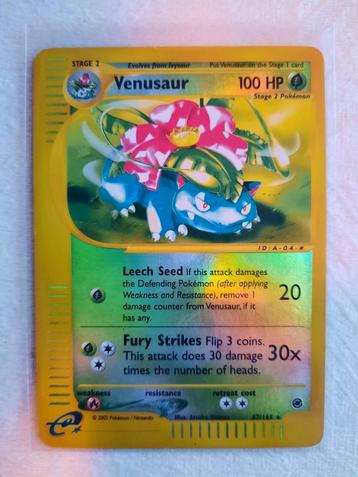 STAGE 2
Evolves from Ivysaur
Put Venusaur on the Stage 1 card
Venusaur
100 HP
Stage 2 Pokémon
ID:A-04-#
Leech Seed If this attack damages
the Defending Pokémon (after applying
Weakness and Resistance), remove 1
damage counter from Venusaur, if it
has any.
20
Fury Strikes Flip 3 coins.
This attack does 30 damage
times the number of heads.
30x
weakness
resistance
retreat cost
e
© 2002 Pokémon / Nintendo
Illus.
67/165